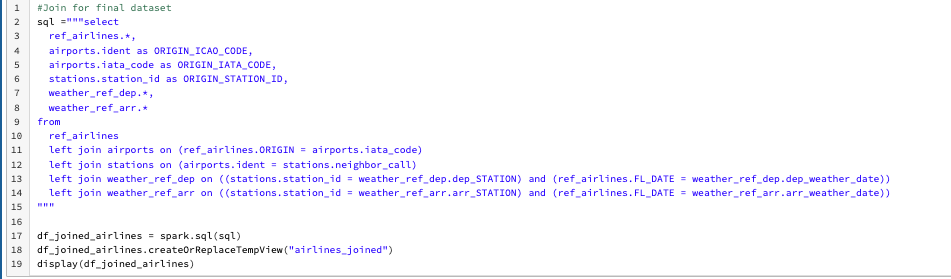 1 #Join for final dataset
2 sql ="""select
3 ref_airlines.*,
4 airports.ident as ORIGIN_ICAO_CODE,
5 airports.iata_code as ORIGIN_IATA_CODE,
6 stations.station_id as ORIGIN_STATION_ID,
7 weather_ref_dep.*,
8 weather_ref_arr.*
9 from
10 ref_airlines
11 left join airports on (ref_airlines.ORIGIN = airports.iata_code)
12 left join stations on (airports.ident = stations.neighbor_call)
13 left join weather_ref_dep on ((stations.station_id = weather_ref_dep.dep_STATION) and (ref_airlines.FL_DATE = weather_ref_dep.dep_weather_date))
14 left join weather_ref_arr on ((stations.station_id = weather_ref_arr.arr_STATION) and (ref_airlines.FL_DATE = weather_ref_arr.arr_weather_date))
15 """
16
17 df_joined_airlines = spark.sql(sql)
18 df_joined_airlines.createOrReplaceTempView("airlines_joined")
19 display(df_joined_airlines)